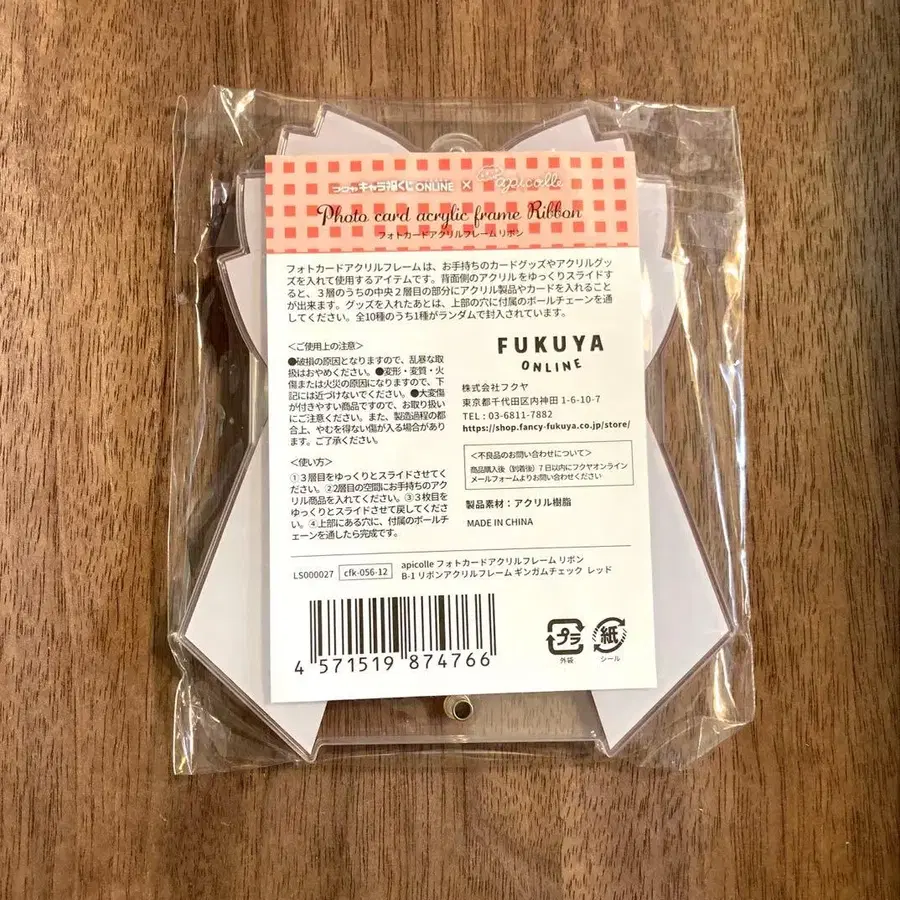 フクヤキャラ福くじ ONLINE × apicolle
Photo card acrylic frame Ribbon
フォトカードアクリルフレーム リボン
フォトカードアクリルフレームは、お手持ちのカードグッズやアクリルグッ
ズを入れて使用するアイテムです。背面側のアクリルをゆっくりスライドす
ると、3層のうちの中央2層目の部分にアクリル製品やカードを入れることが
出来ます。グッズを入れたあとは、上部の穴に付属のボールチェーンを通
してください。全10種のうち1種がランダムで封入されています。
<ご使用上の注意>
●破損の原因となりますので、乱暴な取
扱はおやめください。●変形・変質・火
傷または火災の原因になりますので、下
記には近づけないでください。●大変傷
が付きやすい商品ですので、お取り扱い
にご注意ください。また、製造過程の都
合上、やむを得ない傷が入る場合があり
ます。ご了承ください。
<使い方>
①3層目をゆっくりとスライドさせてくだ
さい。②2層目の空間にお手持ちのアク
リル商品を入れてください。③3枚目を
ゆっくりとスライドさせて戻してくださ
い。④上部にある穴に、付属のボールチ
ェーンを通したら完成です。
FUKUYA
ONLINE
株式会社フクヤ
東京都千代田区内神田 1-6-10-7
TEL : 03-6811-7882
https://shop.fancy-fukuya.co.jp/store/
<不良品のお問い合わせについて>
商品購入後（到着後）7日以内にフクヤオンライン
メールフォームよりお問い合わせください
製品素材：アクリル樹脂
MADE IN CHINA
LS000027 cfk-056-12
apicolle フォトカードアクリルフレーム リボン
B-1 リボンアクリルフレーム ギンガムチェック レッド
4 571519 874766
プラ
外袋
紙
シール